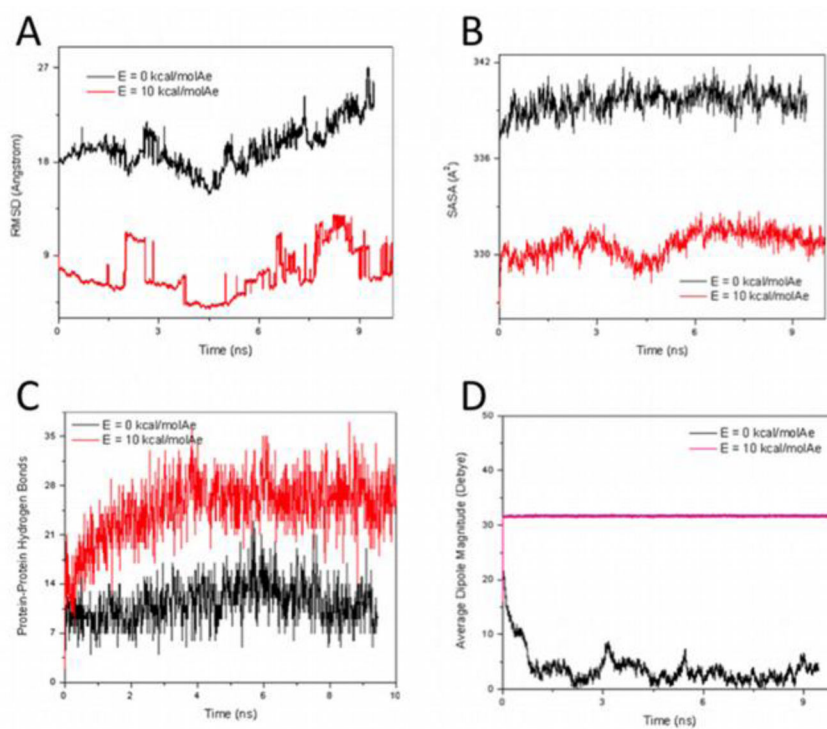 A
E = 0 kcal/molAe
E = 10 kcal/molAe
27
18
9
RMSD (Angstrom)
0
3
6
9
Time (ns)
B
342
336
330
SASA (A²)
E = 0 kcal/molAe
E = 10 kcal/molAe
0
3
6
9
Time (ns)
C
E = 0 kcal/molAe
E = 10 kcal/molAe
35
28
21
14
7
0
Protein-Protein Hydrogen Bonds
0
2
4
6
8
10
Time (ns)
D
50
40
30
20
10
0
Average Dipole Magnitude (Debye)
E = 0 kcal/molAe
E = 10 kcal/molAe
0
3
6
9
Time (ns)